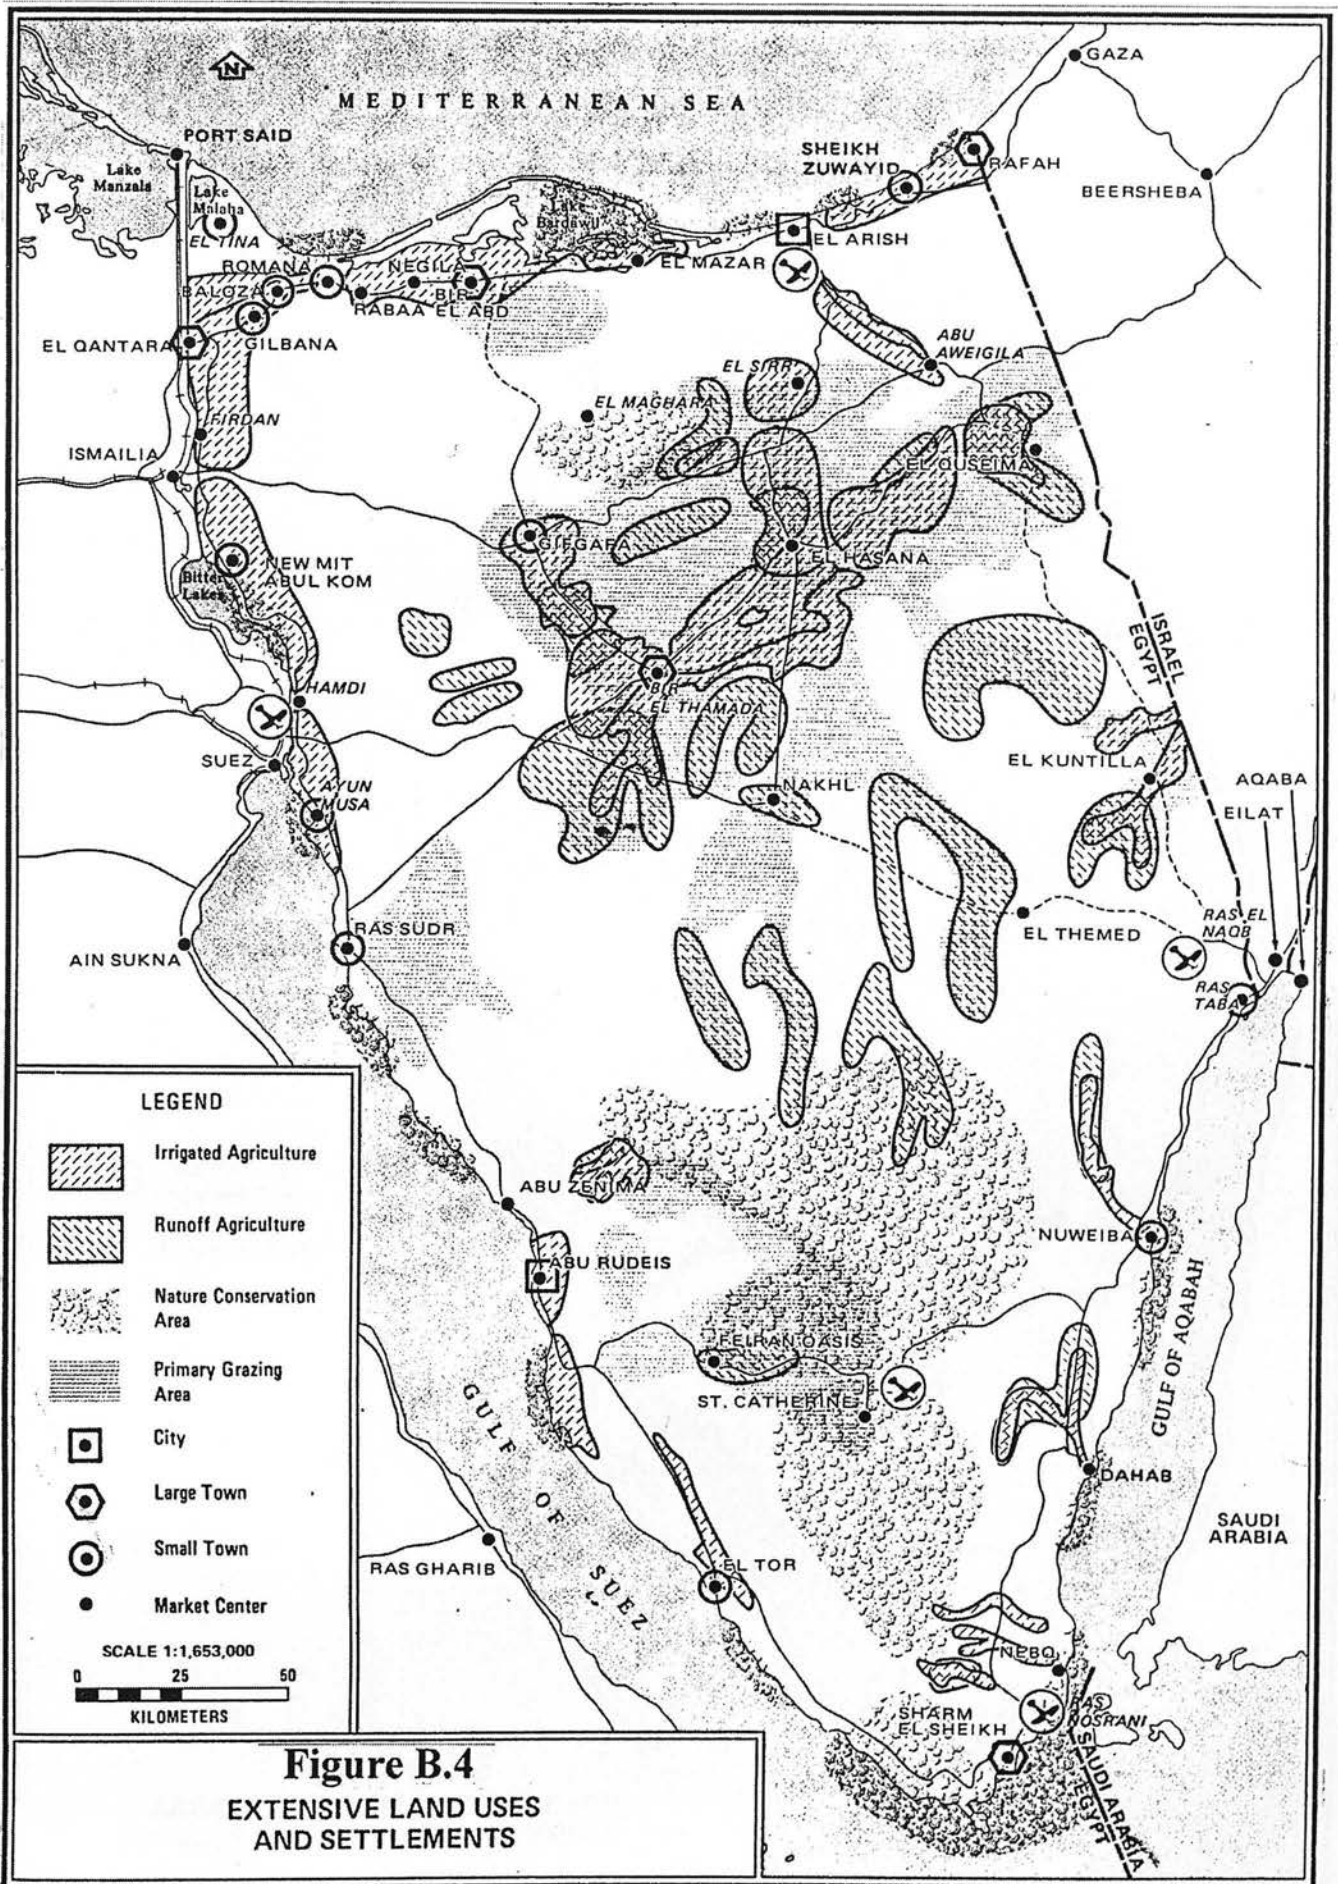 N
MEDITERRANEAN SEA
GAZA
PORT SAID
Lake
Manzala
Lake
Malaha
EL TINA
SHEIKH
ZUWAYID
RAFAH
BEERSHEBA
Lake
Bardawil
EL ARISH
ROMANA
NEGILA
EL MAZAR
BALOZA
BIR
EL ABD
RABAA
EL QANTARA
GILBANA
ABU
AWEIGILA
EL SIRR
EL MAGHARA
FIRDAN
ISMAILIA
EL QUSEIMA
GIFGAFA
EL HASANA
NEW MIT
ABUL KOM
Bitter
Lakes
ISRAEL
EGYPT
HAMDI
BIR
EL THAMADA
SUEZ
EL KUNTILLA
AQABA
AYUN
MUSA
NAKHL
EILAT
RAS SUDR
RAS EL
NAQB
EL THEMED
AIN SUKNA
RAS
TABA
LEGEND
Irrigated Agriculture
Runoff Agriculture
Nature Conservation
Area
Primary Grazing
Area
City
Large Town
Small Town
Market Center
SCALE 1:1,653,000
0 25 50
KILOMETERS
ABU ZENIMA
NUWEIBA
ABU RUDEIS
GULF OF AQABAH
FEIRAN OASIS
ST. CATHERINE
GULF OF SUEZ
DAHAB
SAUDI
ARABIA
RAS GHARIB
EL TOR
NEBQ
SHARM
EL SHEIKH
RAS
NOSRANI
SAUDI ARABIA
EGYPT
Figure B.4
EXTENSIVE LAND USES
AND SETTLEMENTS